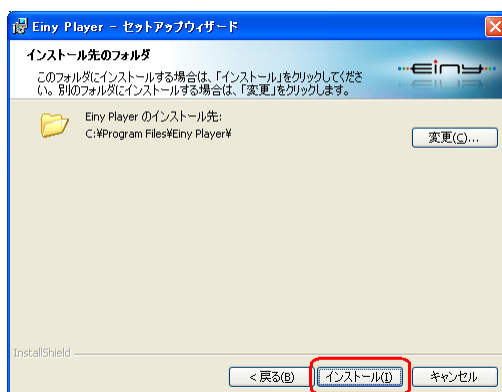 Einy Player - セットアップウィザード
インストール先のフォルダ
このフォルダにインストールする場合は、「インストール」をクリックしてくださ
い。別のフォルダにインストールする場合は、「変更」をクリックします。
Einy
Einy Player のインストール先:
C:¥Program Files¥Einy Player¥
変更(C)...
InstallShield
< 戻る(B)
インストール(I)
キャンセル